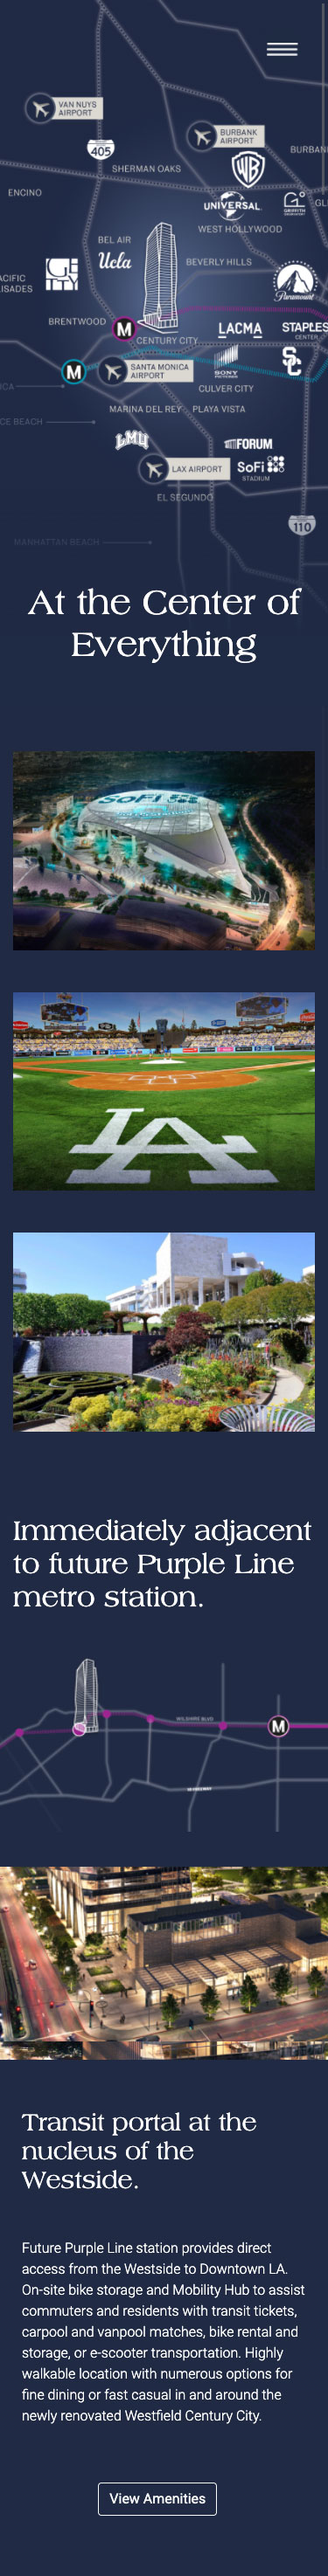 VAN NUYS
AIRPORT
BURBANK
AIRPORT
405
BURBAN
SHERMAN OAKS
ENCINO
UNIVERSAL
GRIFFITH
GL
WEST HOLLYWOOD
BEL AIR
Ucla
BEVERLY HILLS
ACIFIC
ISADES
Paramount
BRENTWOOD
M
LACMA
STAPLES
CENTER
CENTURY CITY
M
SANTA MONICA
AIRPORT
SONY
SC
ICA
CULVER CITY
MARINA DEL REY
PLAYA VISTA
CE BEACH
LMU
FORUM
LAX AIRPORT
SoFi
STADIUM
EL SEGUNDO
110
MANHATTAN BEACH
At the Center of
Everything
SoFi
LA
Immediately adjacent
to future Purple Line
metro station.
WILSHIRE BLVD
M
Transit portal at the
nucleus of the
Westside.
Future Purple Line station provides direct
access from the Westside to Downtown LA.
On-site bike storage and Mobility Hub to assist
commuters and residents with transit tickets,
carpool and vanpool matches, bike rental and
storage, or e-scooter transportation. Highly
walkable location with numerous options for
fine dining or fast casual in and around the
newly renovated Westfield Century City.
View Amenities